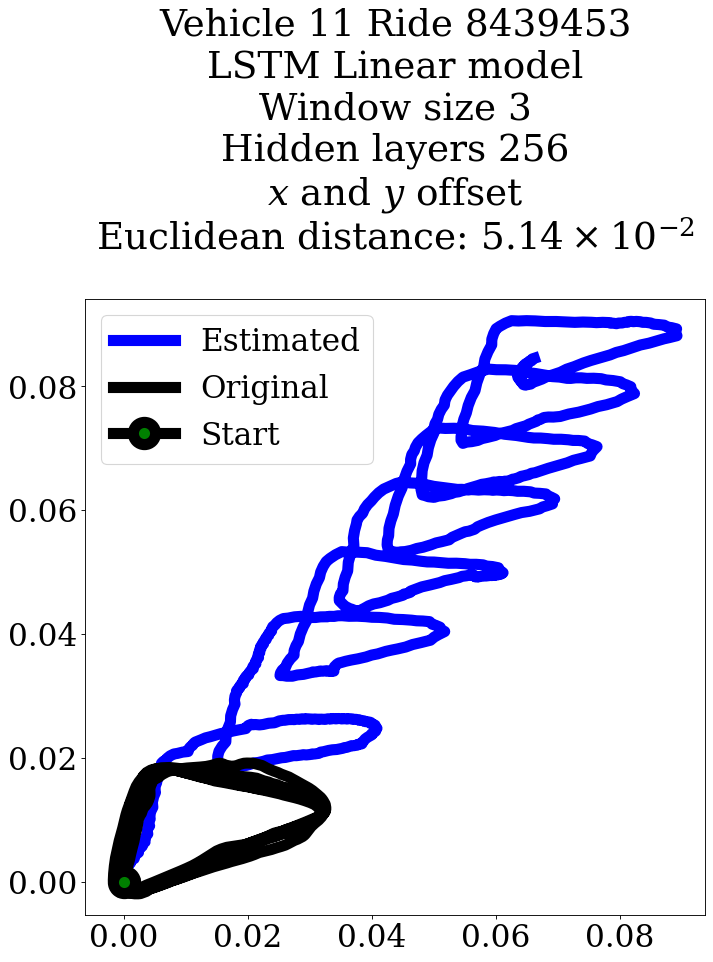 Vehicle 11 Ride 8439453
LSTM Linear model
Window size 3
Hidden layers 256
x and y offset
Euclidean distance: 5.14 × 10⁻²
Estimated
Original
Start
0.08
0.06
0.04
0.02
0.00
0.00 0.02 0.04 0.06 0.08